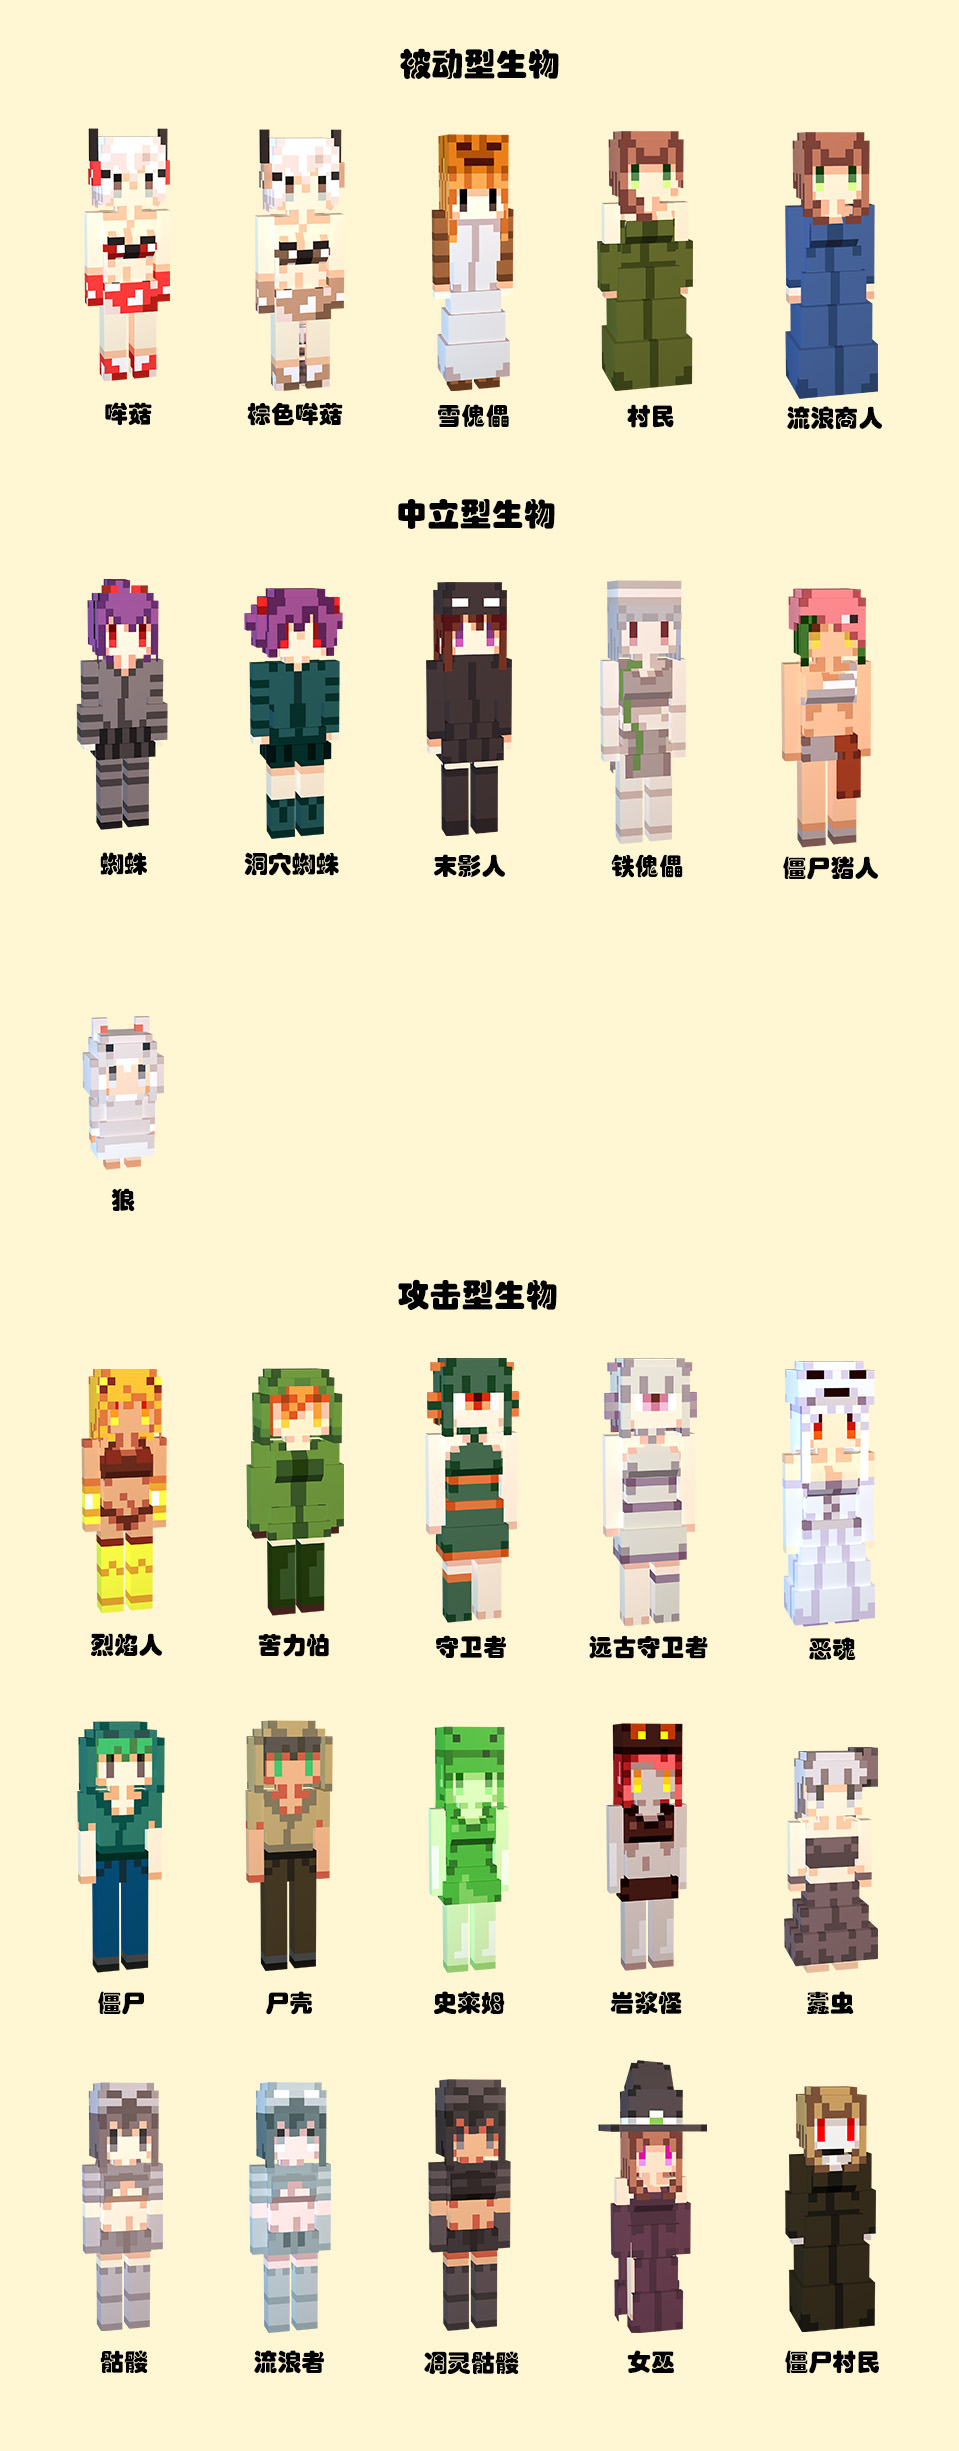 被动型生物
哞菇
棕色哞菇
雪傀儡
村民
流浪商人
中立型生物
蜘蛛
洞穴蜘蛛
末影人
铁傀儡
僵尸猪人
狼
攻击型生物
烈焰人
苦力怕
守卫者
远古守卫者
恶魂
僵尸
尸壳
史莱姆
岩浆怪
蠹虫
骷髅
流浪者
凋灵骷髅
女巫
僵尸村民